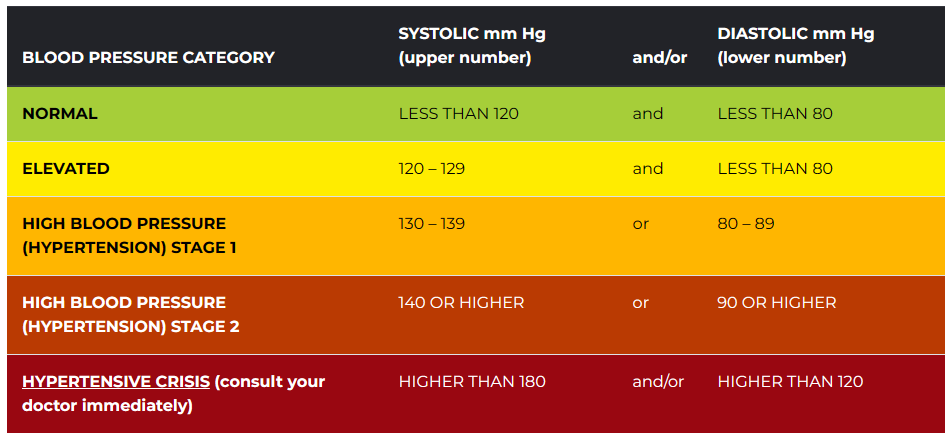 BLOOD PRESSURE CATEGORY SYSTOLIC mm Hg (upper number) and/or DIASTOLIC mm Hg (lower number)
NORMAL LESS THAN 120 and LESS THAN 80
ELEVATED 120 – 129 and LESS THAN 80
HIGH BLOOD PRESSURE 130 – 139 or 80 – 89
(HYPERTENSION) STAGE 1
HIGH BLOOD PRESSURE 140 OR HIGHER or 90 OR HIGHER
(HYPERTENSION) STAGE 2
HYPERTENSIVE CRISIS (consult your HIGHER THAN 180 and/or HIGHER THAN 120
doctor immediately)